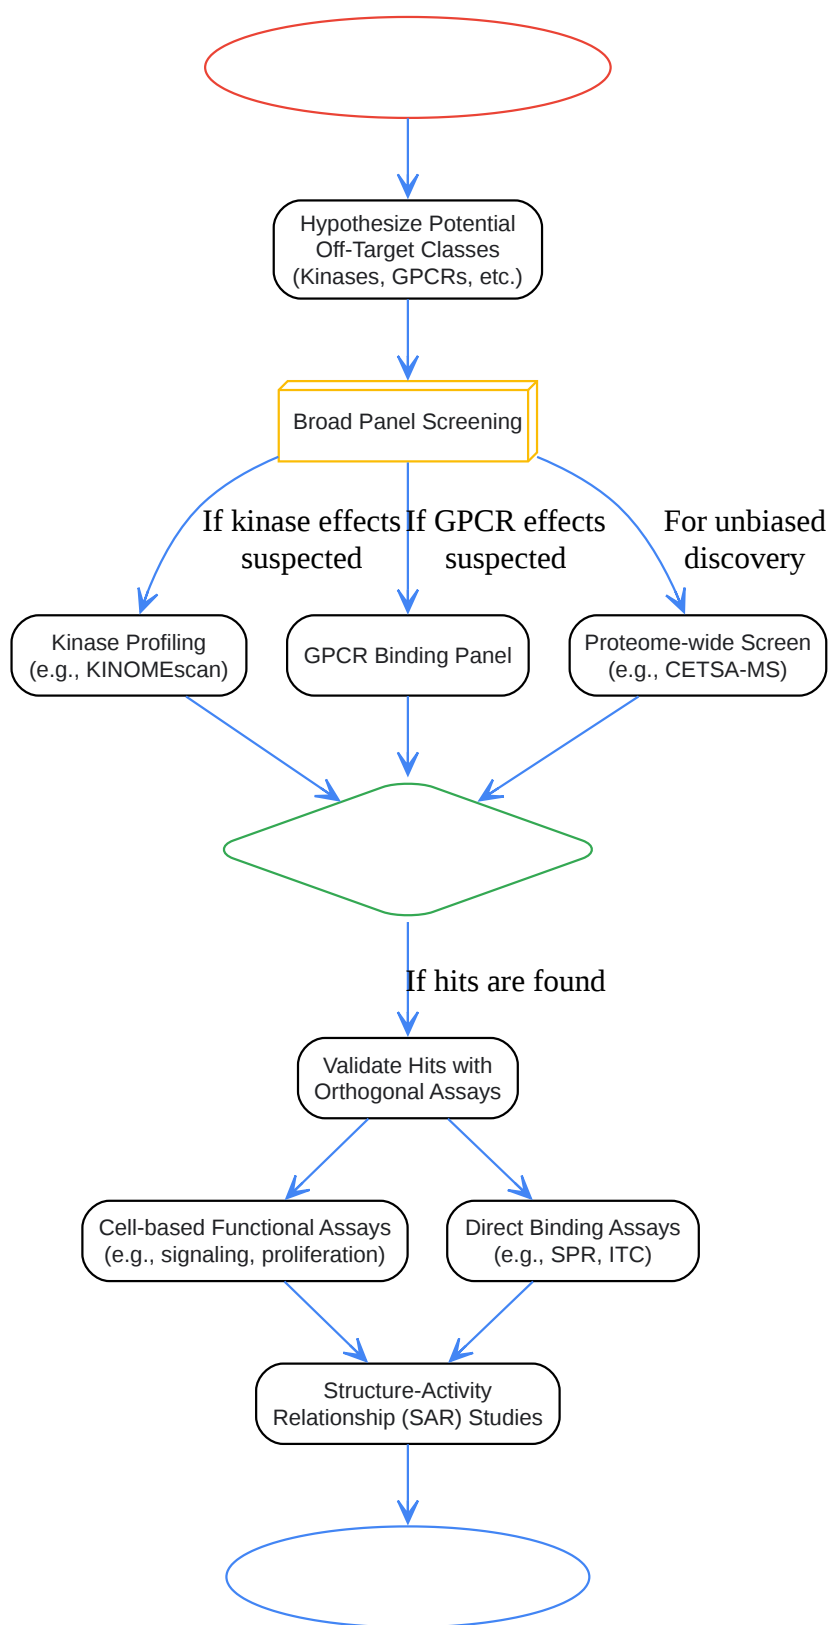 Hypothesize Potential
Off-Target Classes
(Kinases, GPCRs, etc.)
Broad Panel Screening
If kinase effects
suspected
If GPCR effects
suspected
For unbiased
discovery
Kinase Profiling
(e.g., KINOMEscan)
GPCR Binding Panel
Proteome-wide Screen
(e.g., CETSA-MS)
If hits are found
Validate Hits with
Orthogonal Assays
Cell-based Functional Assays
(e.g., signaling, proliferation)
Direct Binding Assays
(e.g., SPR, ITC)
Structure-Activity
Relationship (SAR) Studies